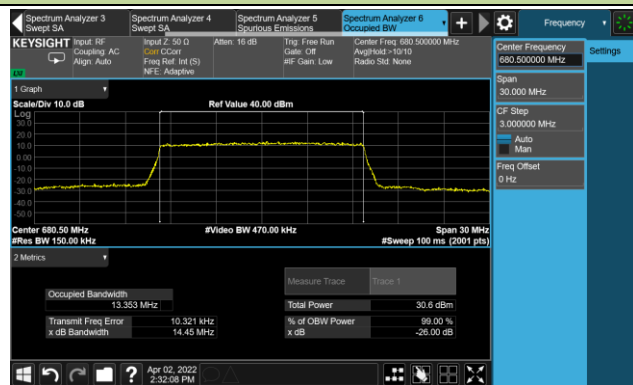 Spectrum Analyzer 3 Spectrum Analyzer 4 Spectrum Analyzer 5 Spectrum Analyzer 6 Frequency
Swept SA Swept SA Spurious Emissions Occupied BW
KEYSIGHT Input: RF Input Z: 50 Ω Atten: 16 dB Trig: Free Run Center Freq: 680.500000 MHz
Coupling: AC Corr CCorr Gate: Off Avg|Hold:>10/10
Align: Auto Freq Ref: Int (S) #IF Gain: Low Radio Std: None
NFE: Adaptive
LXI
Center Frequency
680.500000 MHz
Settings
Span
30.000 MHz
CF Step
3.000000 MHz
Auto
Man
Freq Offset
0 Hz
1 Graph
Scale/Div 10.0 dB Ref Value 40.00 dBm
Log
30.0
20.0
10.0
0.00
-10.0
-20.0
-30.0
-40.0
-50.0
Center 680.50 MHz #Video BW 470.00 kHz Span 30 MHz
#Res BW 150.00 kHz #Sweep 100 ms (2001 pts)
2 Metrics
Measure Trace Trace 1
Occupied Bandwidth
13.353 MHz Total Power 30.6 dBm
Transmit Freq Error 10.321 kHz % of OBW Power 99.00 %
x dB Bandwidth 14.45 MHz x dB -26.00 dB
Apr 02, 2022
2:32:08 PM